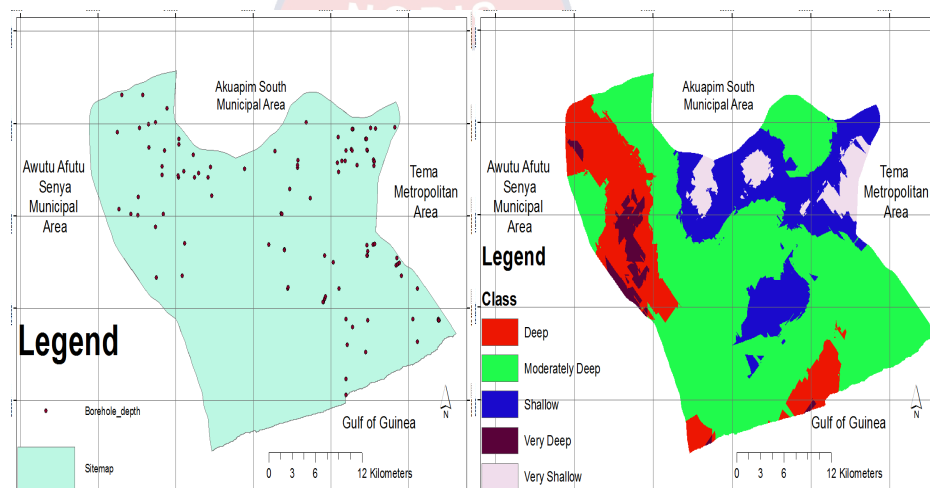 Akuapim South
Municipal Area
Awutu Afutu
Senya
Municipal
Area
Tema
Metropolitan
Area
Legend
Borehole_depth
Sitemap
Gulf of Guinea
N
0 3 6 12 Kilometers
Akuapim South
Municipal Area
Awutu Afutu
Senya
Municipal
Area
Tema
Metropolitan
Area
Legend
Class
Deep
Moderately Deep
Shallow
Very Deep
Very Shallow
Gulf of Guinea
N
0 3 6 12 Kilometers